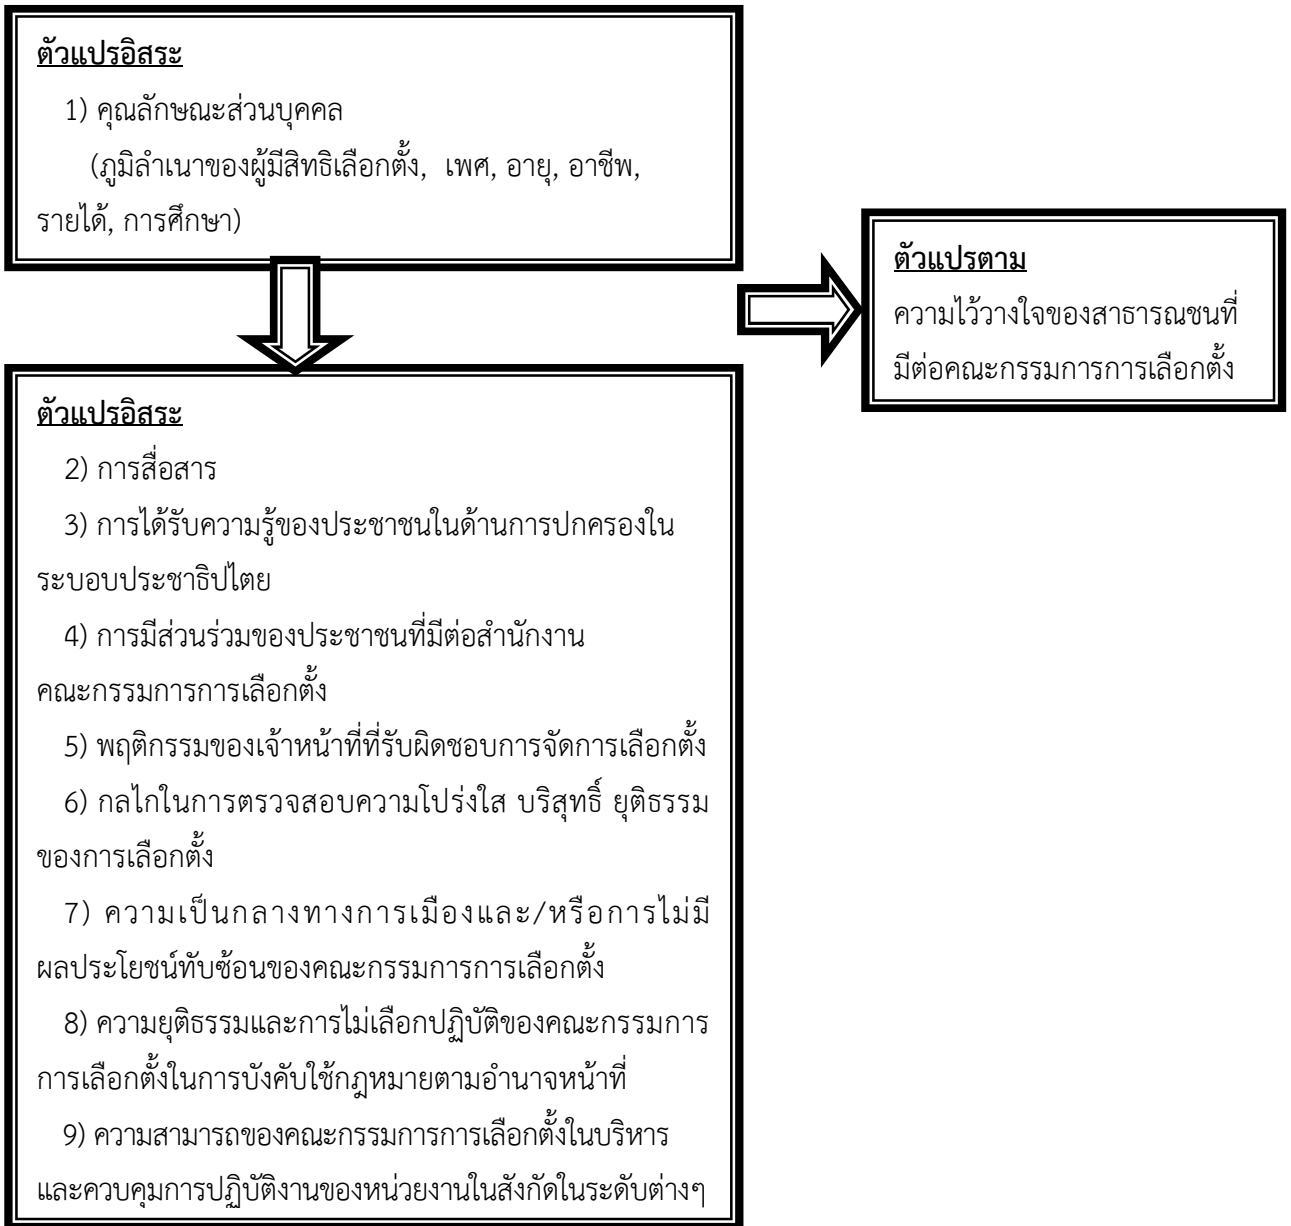 ตัวแปรอิสระ
1) คุณลักษณะส่วนบุคคล
(ภูมิลำเนาของผู้มีสิทธิเลือกตั้ง, เพศ, อายุ, อาชีพ,
รายได้, การศึกษา)
ตัวแปรตาม
ความไว้วางใจของสาธารณชนที่
มีต่อคณะกรรมการการเลือกตั้ง
ตัวแปรอิสระ
2) การสื่อสาร
3) การได้รับความรู้ของประชาชนในด้านการปกครองใน
ระบอบประชาธิปไตย
4) การมีส่วนร่วมของประชาชนที่มีต่อสำนักงาน
คณะกรรมการการเลือกตั้ง
5) พฤติกรรมของเจ้าหน้าที่ที่รับผิดชอบการจัดการเลือกตั้ง
6) กลไกในการตรวจสอบความโปร่งใส บริสุทธิ์ ยุติธรรม
ของการเลือกตั้ง
7) ความเป็นกลางทางการเมืองและ/หรือการไม่มี
ผลประโยชน์ทับซ้อนของคณะกรรมการการเลือกตั้ง
8) ความยุติธรรมและการไม่เลือกปฏิบัติของคณะกรรมการ
การเลือกตั้งในการบังคับใช้กฎหมายตามอำนาจหน้าที่
9) ความสามารถของคณะกรรมการการเลือกตั้งในบริหาร
และควบคุมการปฏิบัติงานของหน่วยงานในสังกัดในระดับต่างๆ